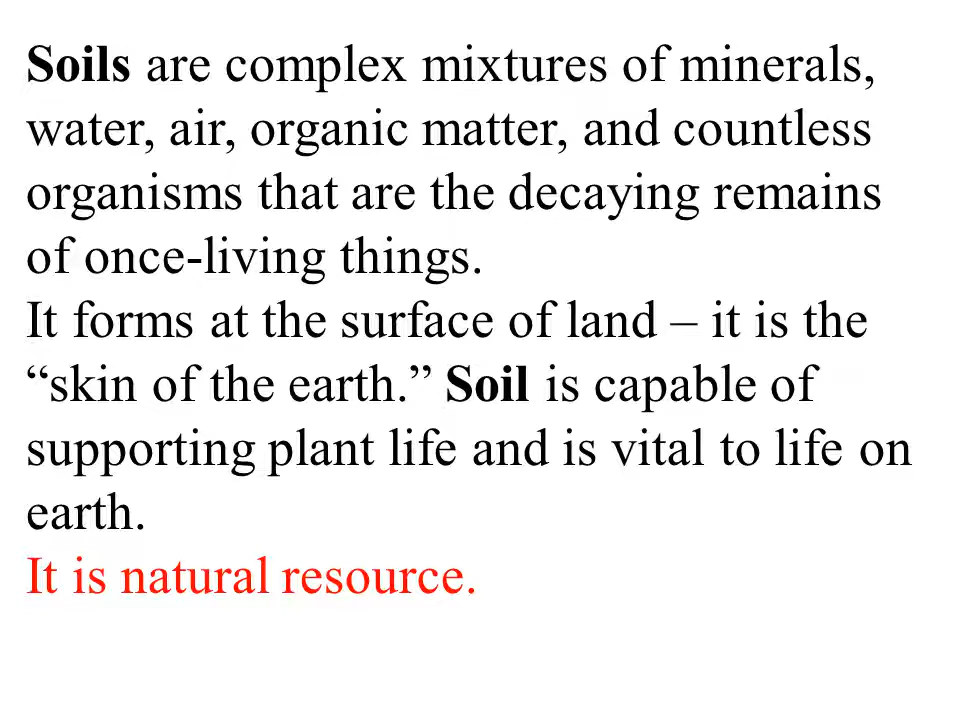 Soils are complex mixtures of minerals,
water, air, organic matter, and countless
organisms that are the decaying remains
of once-living things.
It forms at the surface of land – it is the
“skin of the earth.” Soil is capable of
supporting plant life and is vital to life on
earth.
It is natural resource.